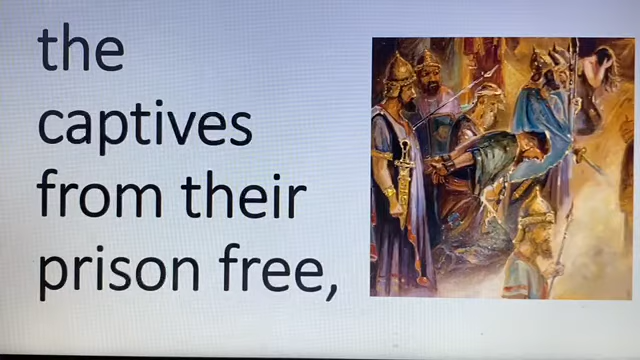 the
captives
from their
prison free,